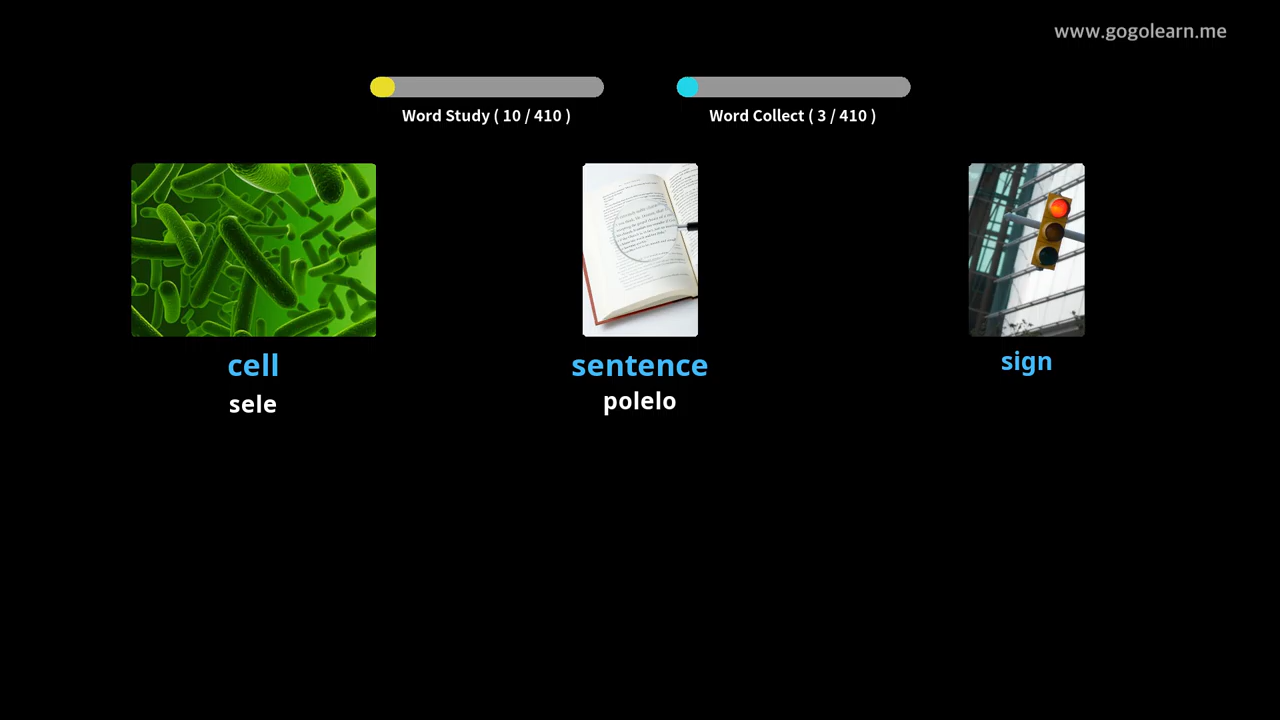 www.gogolearn.me
Word Study ( 10 / 410 )
Word Collect ( 3 / 410 )
cell
sele
sentence
polelo
sign